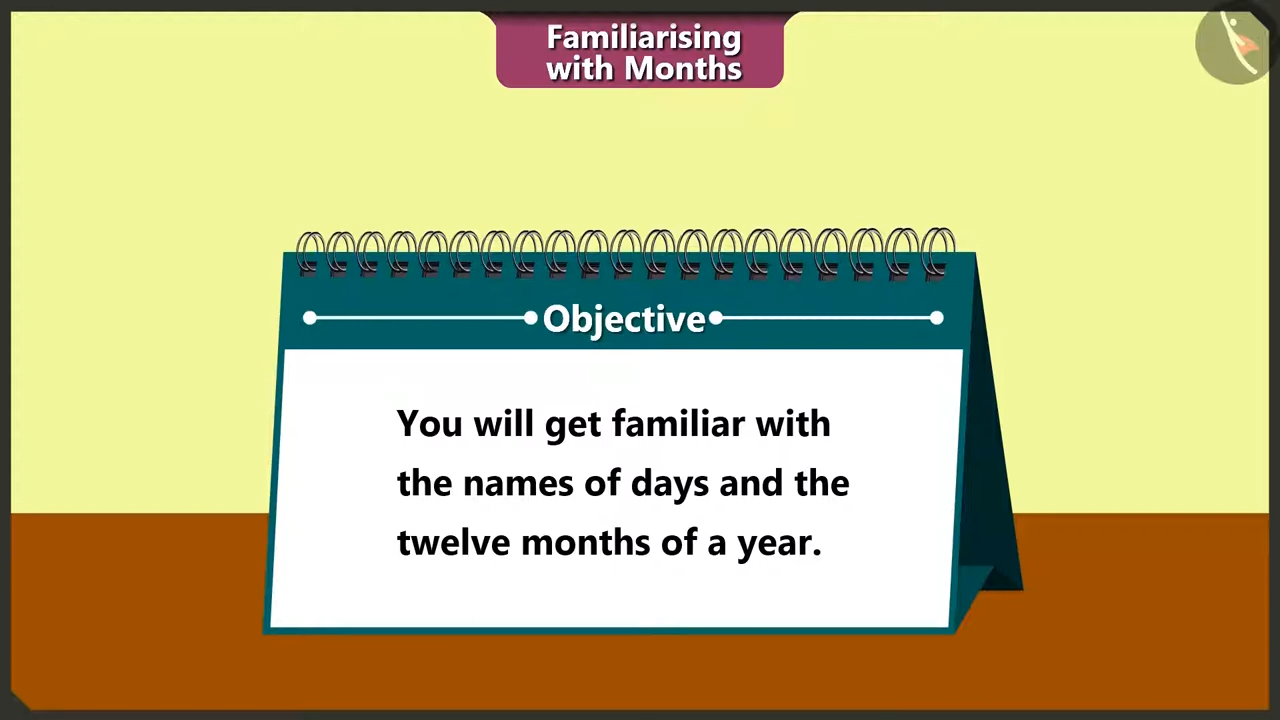 Familiarising
with Months
Objective
You will get familiar with
the names of days and the
twelve months of a year.